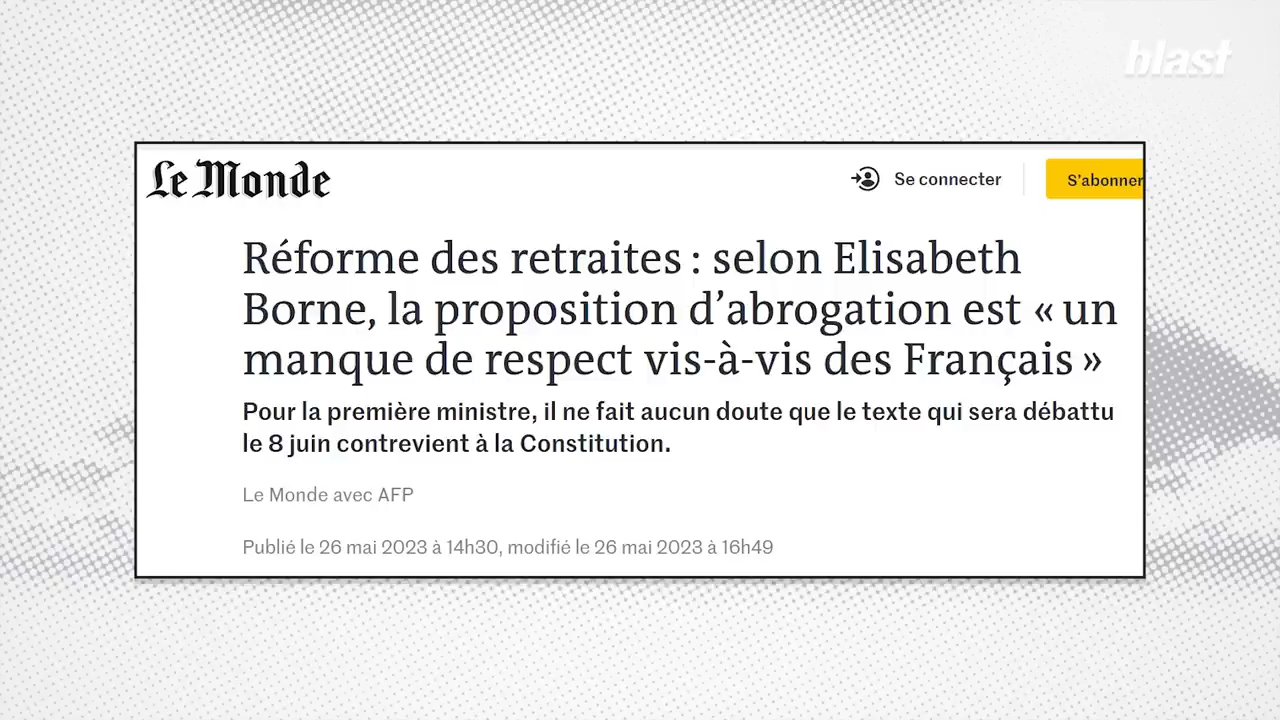 blast
Le Monde
Se connecter
S'abonner
Réforme des retraites : selon Elisabeth
Borne, la proposition d’abrogation est « un
manque de respect vis-à-vis des Français »
Pour la première ministre, il ne fait aucun doute que le texte qui sera débattu
le 8 juin contrevient à la Constitution.
Le Monde avec AFP
Publié le 26 mai 2023 à 14h30, modifié le 26 mai 2023 à 16h49